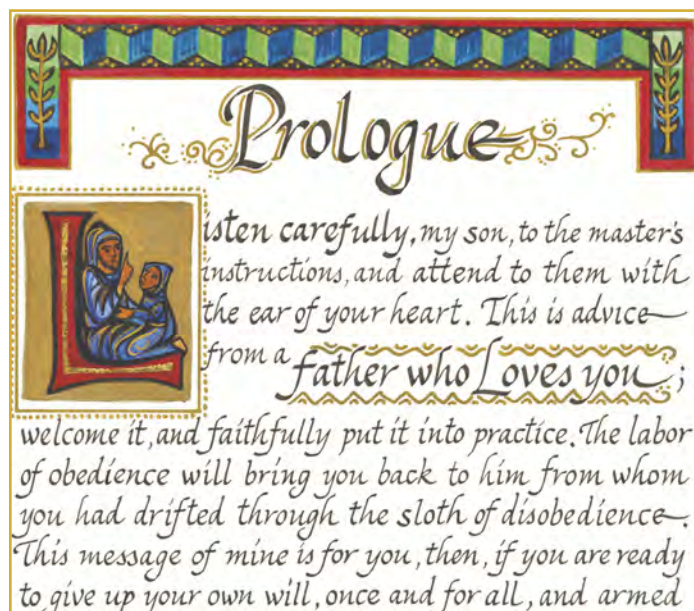 Prologue
Listen carefully, my son, to the master's
instructions, and attend to them with
the ear of your heart. This is advice
from a father who Loves you;
welcome it, and faithfully put it into practice. The labor
of obedience will bring you back to him from whom
you had drifted through the sloth of disobedience.
This message of mine is for you, then, if you are ready
to give up your own will, once and for all, and armed